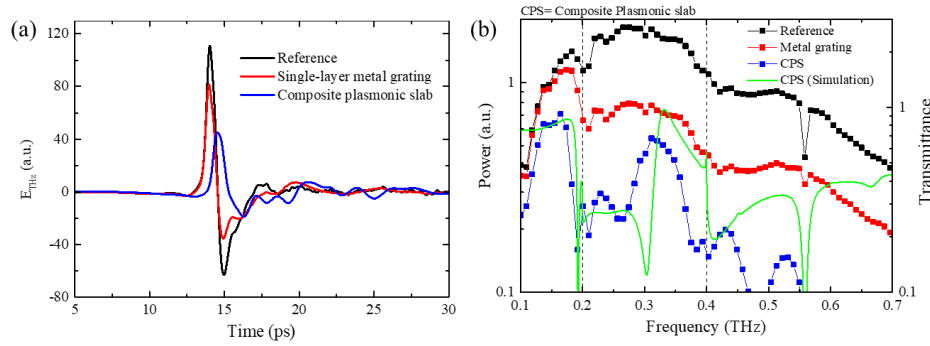 (a)
120
80
40
0
-40
-80
5
10
15
20
25
30
E_THz (a.u.)
Time (ps)
Reference
Single-layer metal grating
Composite plasmonic slab
CPS= Composite Plasmonic slab
(b)
Reference
Metal grating
CPS
CPS (Simulation)
1
0.1
Power (a.u.)
0.1
0.2
0.3
0.4
0.5
0.6
0.7
Frequency (THz)
1
0.1
Transmittance